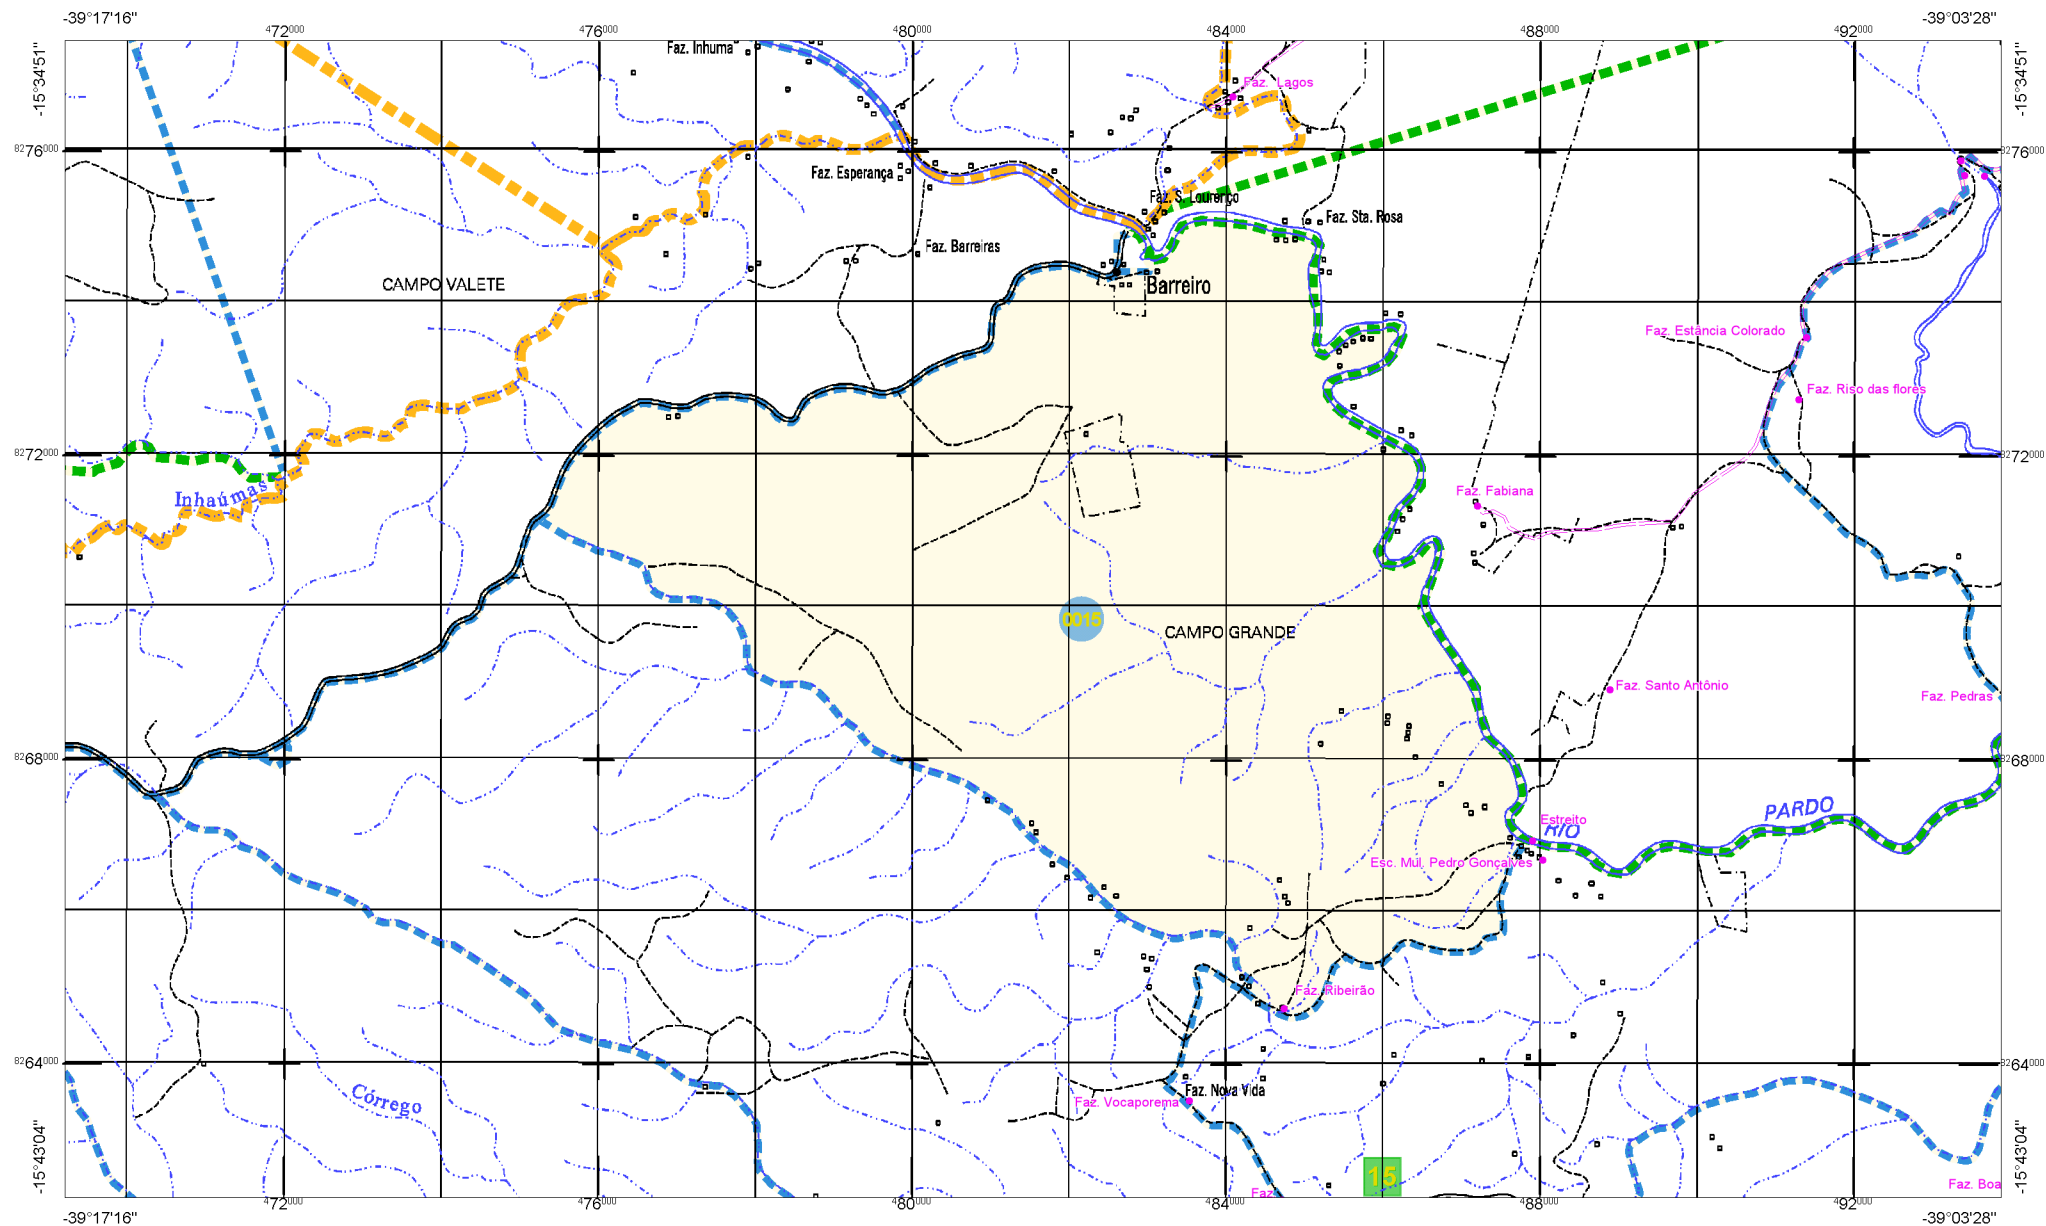 -39°17'16" -39°03'28"
472000 476000 480000 484000 488000 492000
-15°34'51" -15°34'51"
Faz. Inhuma
Faz. Lagos
8276000 8276000
Faz. Esperança
Faz. S. Lourenço
Faz. Sta. Rosa
Faz. Barreiras
CAMPO VALETE
Barreiro
Faz. Estância Colorado
Faz. Riso das flores
8272000 8272000
Inhaúmas
Faz. Fabiana
0015
CAMPO GRANDE
Faz. Santo Antônio
Faz. Pedras
8268000 8268000
PARDO
Estreito
RIO
Esc. Mul. Pedro Gonçalves
Faz. Ribeirão
8264000 8264000
Faz. Nova Vida
Faz. Vocaporema
Córrego
15
Faz.
Faz. Boa
-15°43'04" -15°43'04"
472000 476000 480000 484000 488000 492000
-39°17'16" -39°03'28"